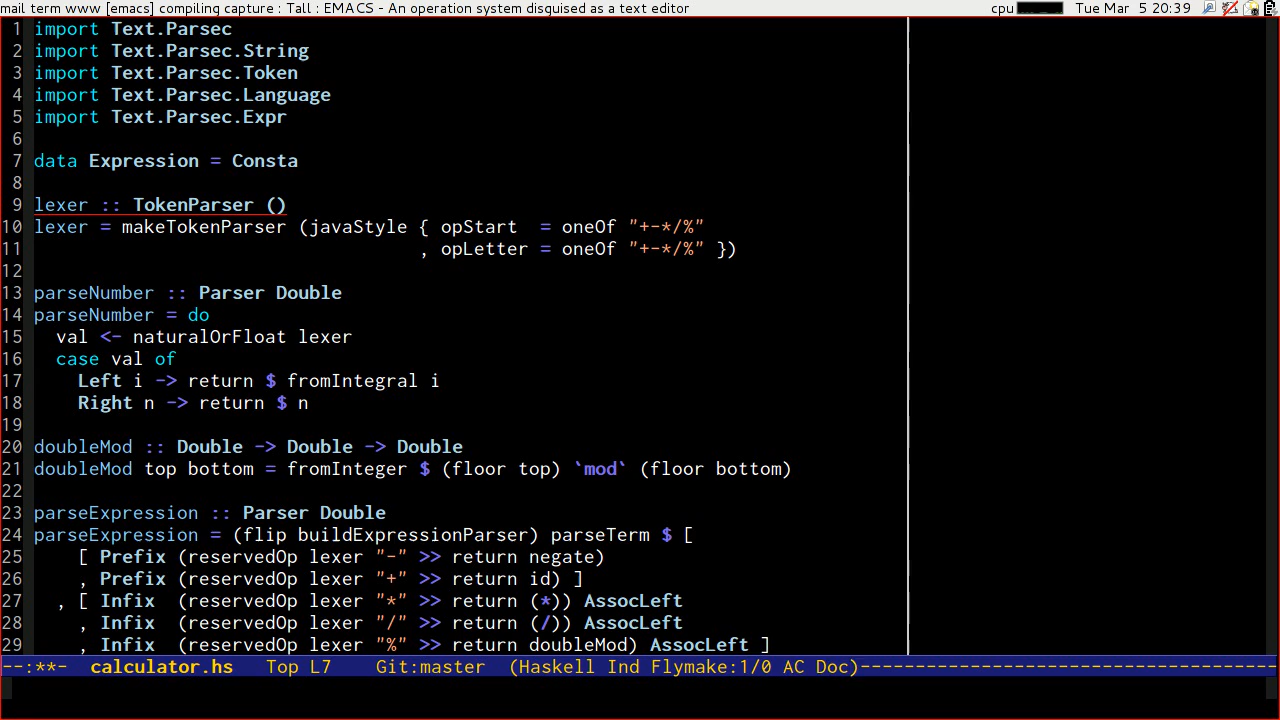 mail term www [emacs] compiling capture : Tall : EMACS - An operation system disguised as a text editor cpu Tue Mar 5 20:39
1 import Text.Parsec
2 import Text.Parsec.String
3 import Text.Parsec.Token
4 import Text.Parsec.Language
5 import Text.Parsec.Expr
6
7 data Expression = Consta
8
9 lexer :: TokenParser ()
10 lexer = makeTokenParser (javaStyle { opStart  = oneOf "+-*/%"
11                                    , opLetter = oneOf "+-*/%" })
12
13 parseNumber :: Parser Double
14 parseNumber = do
15   val <- naturalOrFloat lexer
16   case val of
17     Left i -> return $ fromIntegral i
18     Right n -> return $ n
19
20 doubleMod :: Double -> Double -> Double
21 doubleMod top bottom = fromInteger $ (floor top) `mod` (floor bottom)
22
23 parseExpression :: Parser Double
24 parseExpression = (flip buildExpressionParser) parseTerm $ [
25     [ Prefix (reservedOp lexer "-" >> return negate)
26     , Prefix (reservedOp lexer "+" >> return id) ]
27   , [ Infix  (reservedOp lexer "*" >> return (*)) AssocLeft
28     , Infix  (reservedOp lexer "/" >> return (/)) AssocLeft
29     , Infix  (reservedOp lexer "%" >> return doubleMod) AssocLeft ]
--:**-  calculator.hs   Top L7    Git:master  (Haskell Ind Flymake:1/0 AC Doc)--------------------------------------